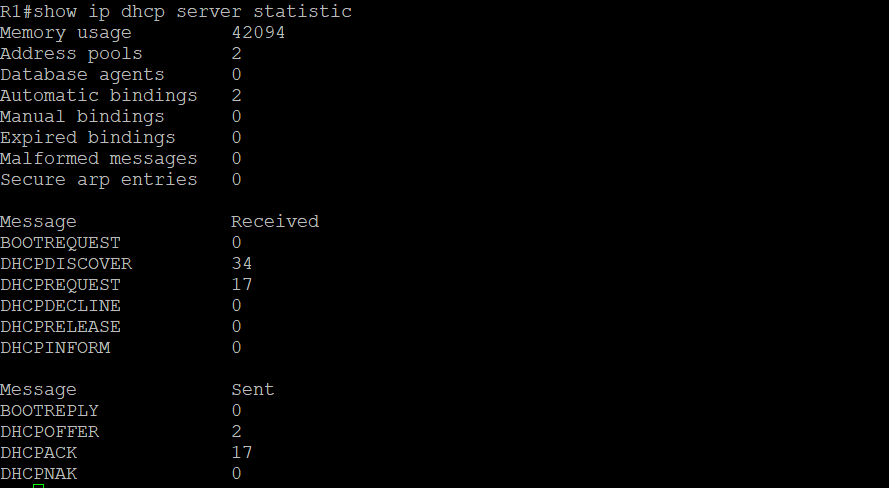 R1#show ip dhcp server statistic
Memory usage 42094
Address pools 2
Database agents 0
Automatic bindings 2
Manual bindings 0
Expired bindings 0
Malformed messages 0
Secure arp entries 0
Message Received
BOOTREQUEST 0
DHCPDISCOVER 34
DHCPREQUEST 17
DHCPDECLINE 0
DHCPRELEASE 0
DHCPINFORM 0
Message Sent
BOOTREPLY 0
DHCPOFFER 2
DHCPACK 17
DHCPNAK 0